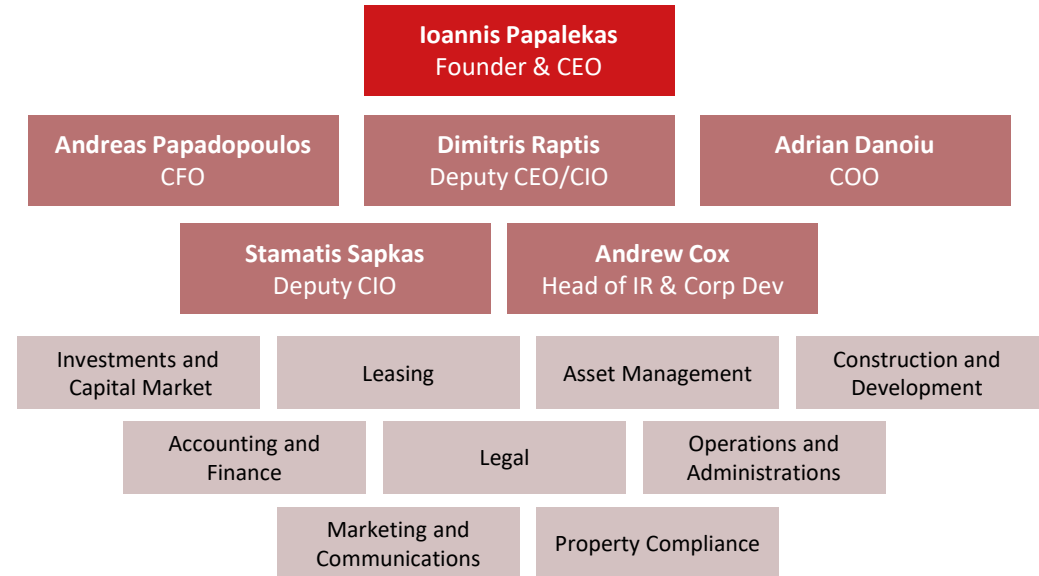 Ioannis Papalekas
Founder & CEO
Andreas Papadopoulos
CFO
Dimitris Raptis
Deputy CEO/CIO
Adrian Danoiu
COO
Stamatis Sapkas
Deputy CIO
Andrew Cox
Head of IR & Corp Dev
Investments and
Capital Market
Leasing
Asset Management
Construction and
Development
Accounting and
Finance
Legal
Operations and
Administrations
Marketing and
Communications
Property Compliance